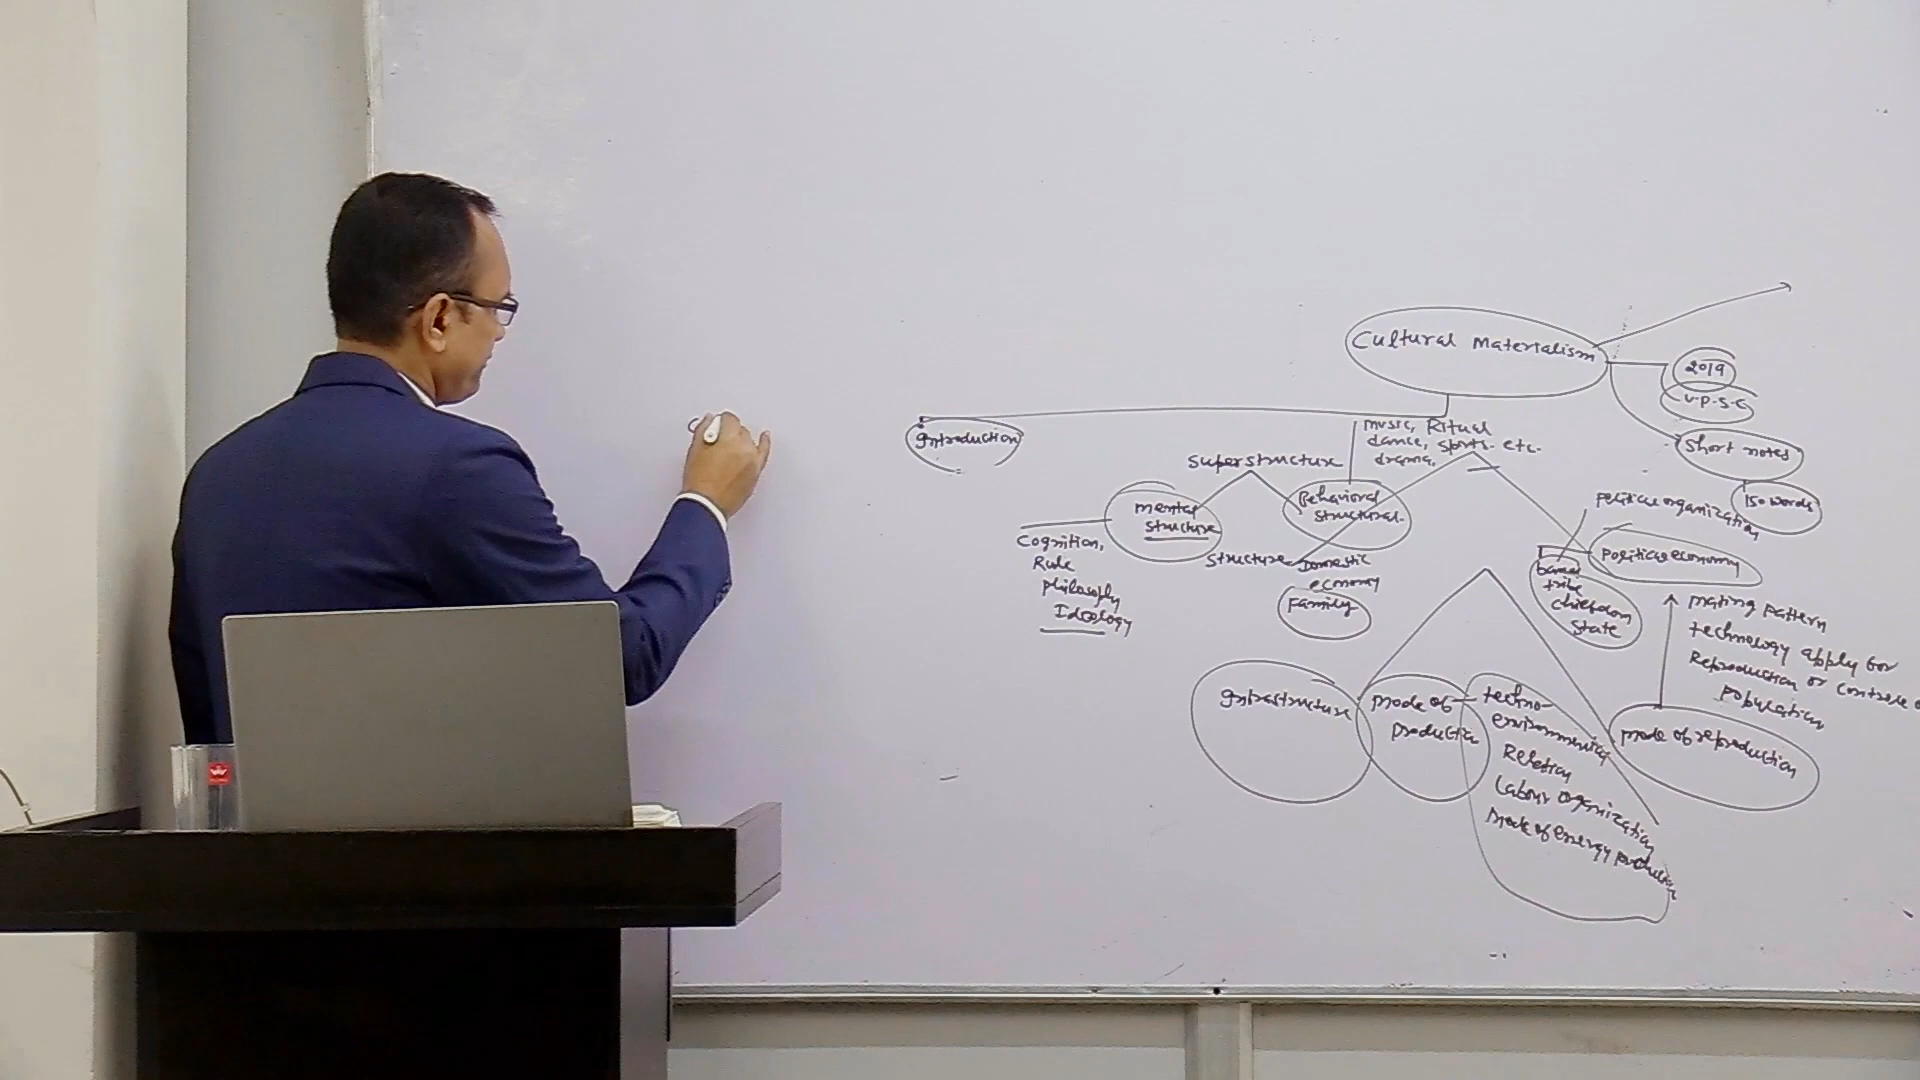 Cultural Materialism
2019
U.P.S.C
Short notes
150 words
Introduction
music, Ritual
dance, sports. etc.
drama,
Superstructure
mental
structure
Behavioral
structural.
Cognition,
Rule
philosophy
Ideology
Structure
Domestic
economy
Family
political organization
political economy
tribe
chiefdom
state
mating pattern
technology apply for
Reproduction or control o
population
Infrastructure
mode of
production
techno-
environmental
Relation
Labour organization
mode of energy production
mode of reproduction